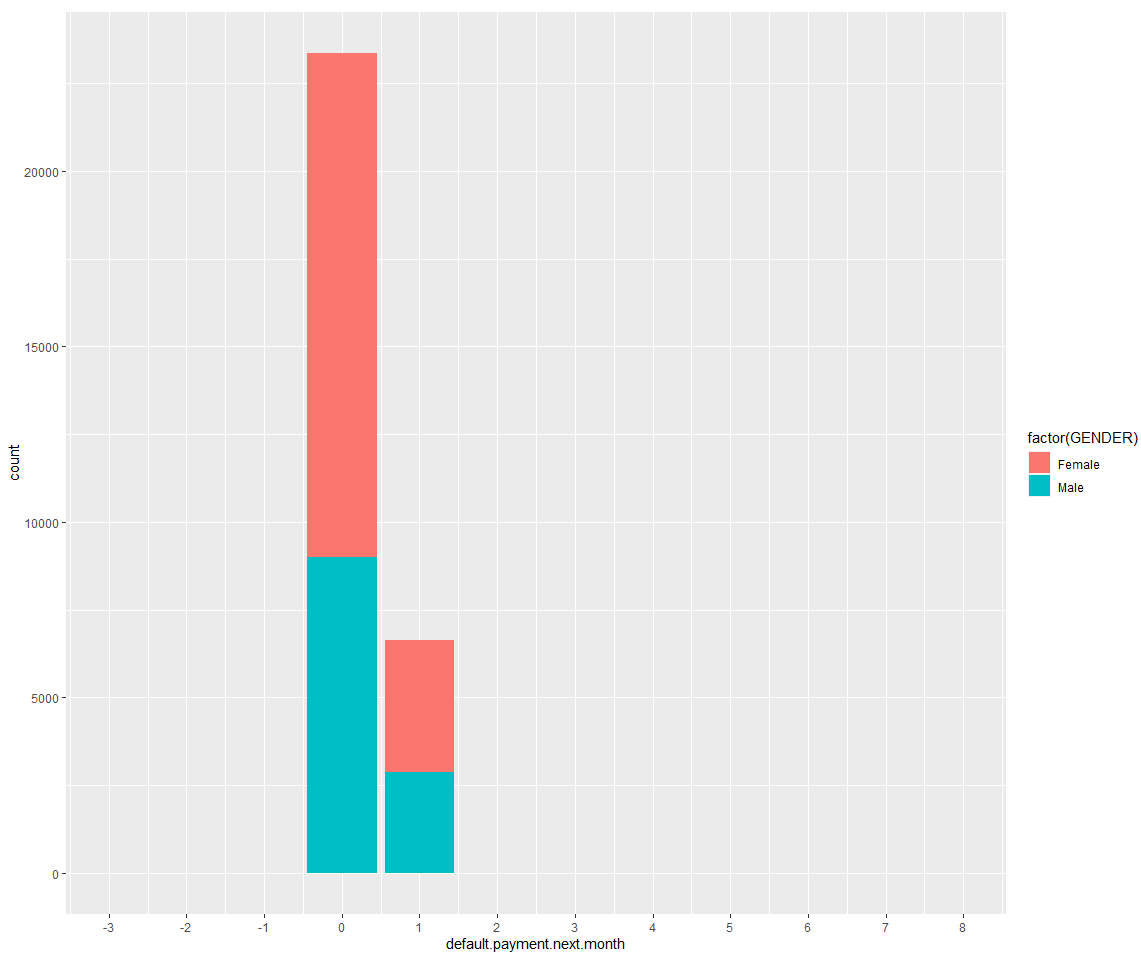 count
20000
15000
10000
5000
0
-3 -2 -1 0 1 2 3 4 5 6 7 8
default.payment.next.month
factor(GENDER)
Female
Male